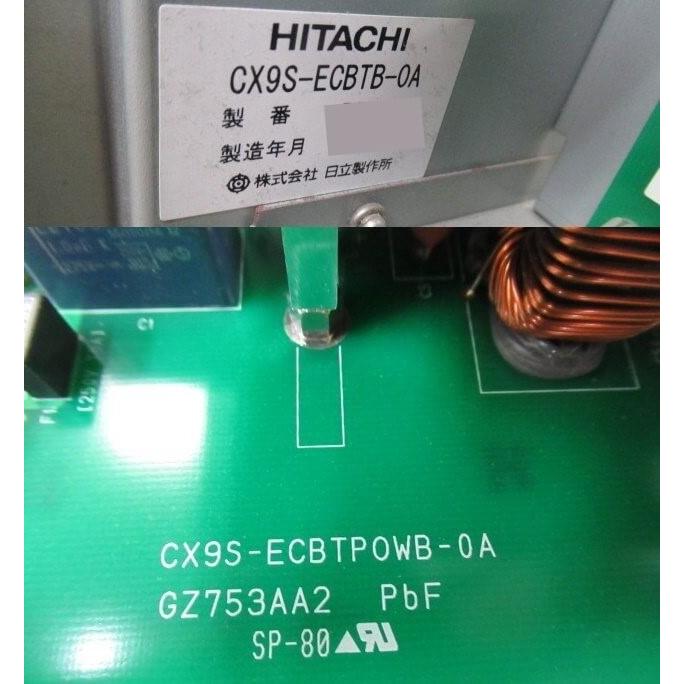 HITACHI
CX9S-ECBTB-0A
製 番
製造年月
株式会社 日立製作所
C1
CX9S-ECBTPOWB-0A
GZ753AA2 PbF
SP-80